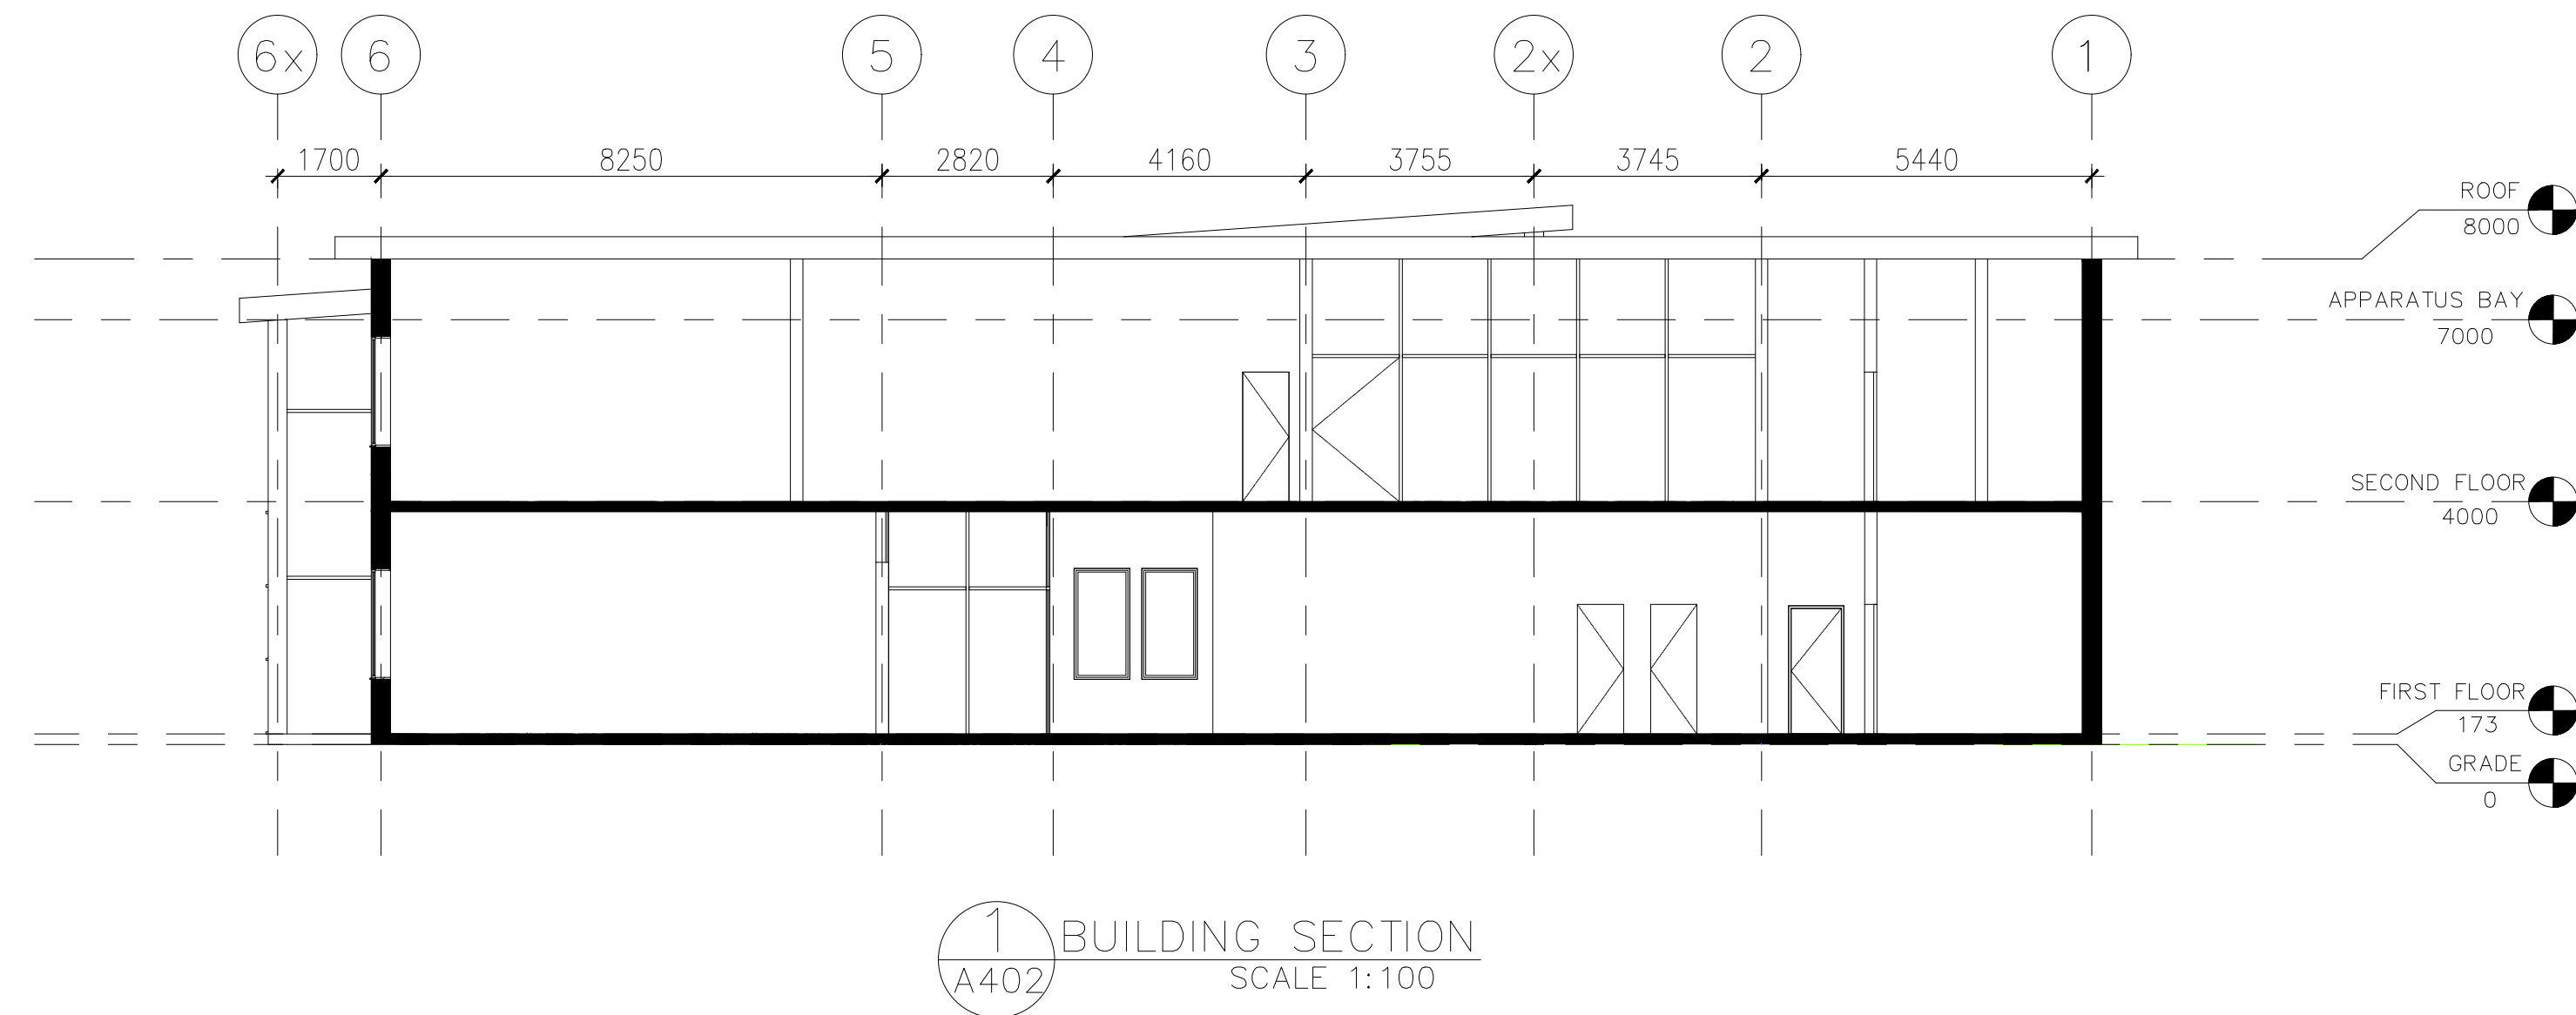 6x 6 5 4 3 2x 2 1
1700 8250 2820 4160 3755 3745 5440
ROOF
8000
APPARATUS BAY
7000
SECOND FLOOR
4000
FIRST FLOOR
173
GRADE
0
1 BUILDING SECTION
A402 SCALE 1:100